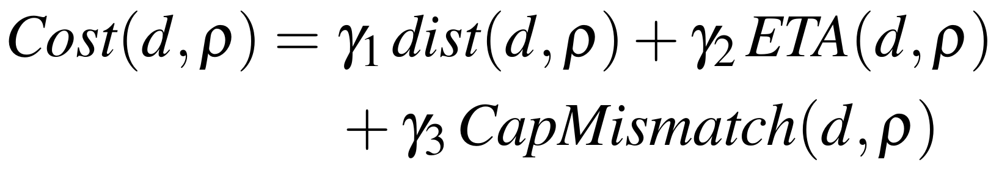 Cost(d, ρ) = γ₁ dist(d, ρ) + γ₂ ETA(d, ρ)
+ γ₃ CapMismatch(d, ρ)